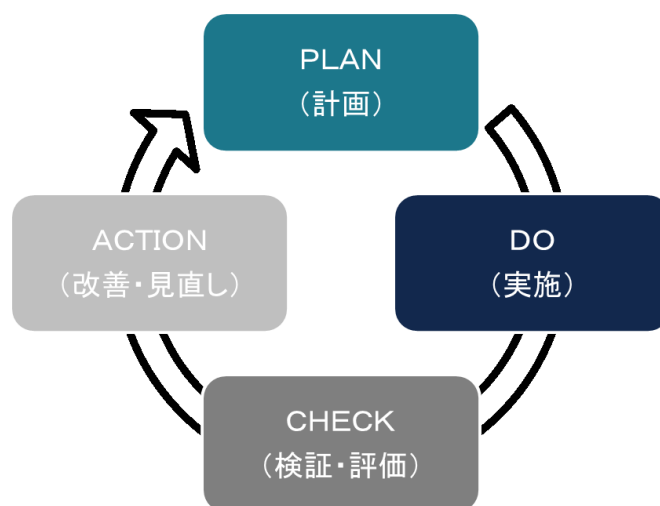 PLAN
（計画）
DO
（実施）
CHECK
（検証・評価）
ACTION
（改善・見直し）